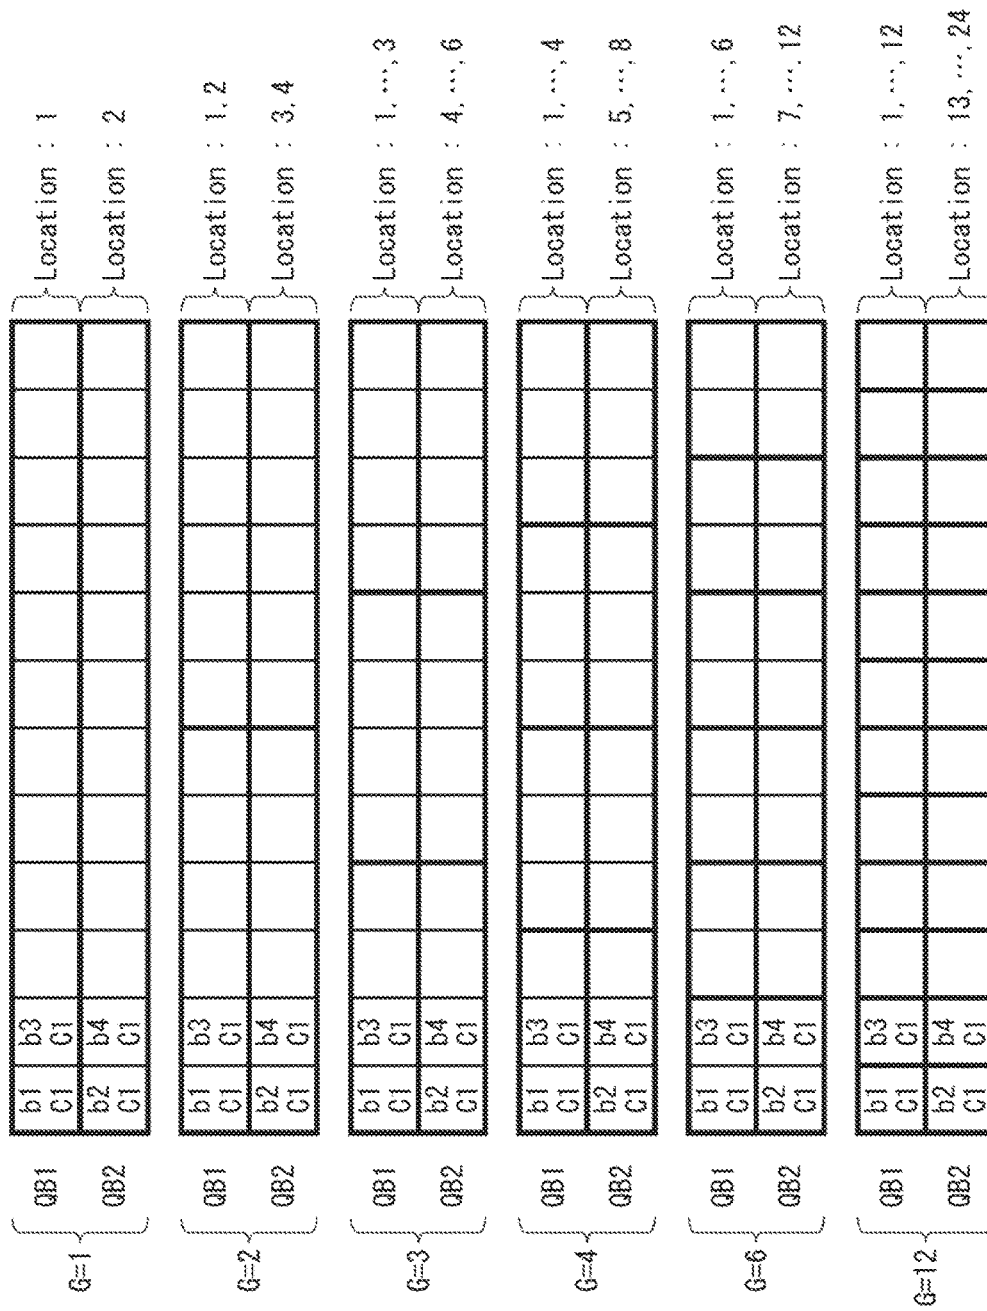 G=1
QB1 b1 b3 Location : 1
C1 C1
QB2 b2 b4 Location : 2
C1 C1
G=2
QB1 b1 b3 Location : 1, 2
C1 C1
QB2 b2 b4 Location : 3, 4
C1 C1
G=3
QB1 b1 b3 Location : 1, ⋯, 3
C1 C1
QB2 b2 b4 Location : 4, ⋯, 6
C1 C1
G=4
QB1 b1 b3 Location : 1, ⋯, 4
C1 C1
QB2 b2 b4 Location : 5, ⋯, 8
C1 C1
G=6
QB1 b1 b3 Location : 1, ⋯, 6
C1 C1
QB2 b2 b4 Location : 7, ⋯, 12
C1 C1
G=12
QB1 b1 b3 Location : 1, ⋯, 12
C1 C1
QB2 b2 b4 Location : 13, ⋯, 24
C1 C1